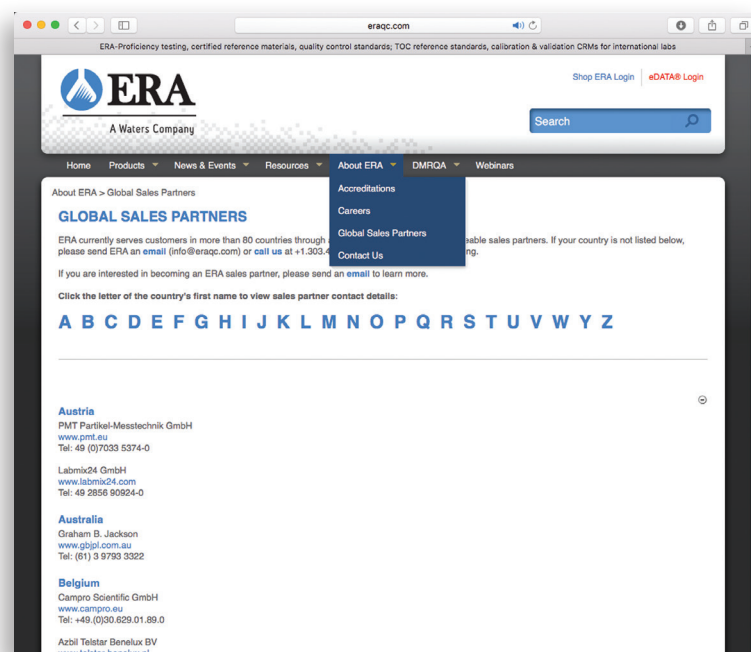 eraqc.com
ERA-Proficiency testing, certified reference materials, quality control standards; TOC reference standards, calibration & validation CRMs for international labs
ERA
A Waters Company
Shop ERA Login
eDATA® Login
Search
Home Products News & Events Resources About ERA DMRQA Webinars
Accreditations
Careers
Global Sales Partners
Contact Us
About ERA > Global Sales Partners
GLOBAL SALES PARTNERS
ERA currently serves customers in more than 80 countries through sales partners. If your country is not listed below,
please send ERA an email (info@eraqc.com) or call us at +1.303.4
If you are interested in becoming an ERA sales partner, please send an email to learn more.
Click the letter of the country's first name to view sales partner contact details:
A B C D E F G H I J K L M N O P Q R S T U V W Y Z
Austria
PMT Partikel-Messtechnik GmbH
www.pmt.eu
Tel: 49 (0)7033 5374-0
Labmix24 GmbH
www.labmix24.com
Tel: 49 2856 90924-0
Australia
Graham B. Jackson
www.gbjpl.com.au
Tel: (61) 3 9793 3322
Belgium
Campro Scientific GmbH
www.campro.eu
Tel: +49.(0)30.629.01.89.0
Azbil Telstar Benelux BV